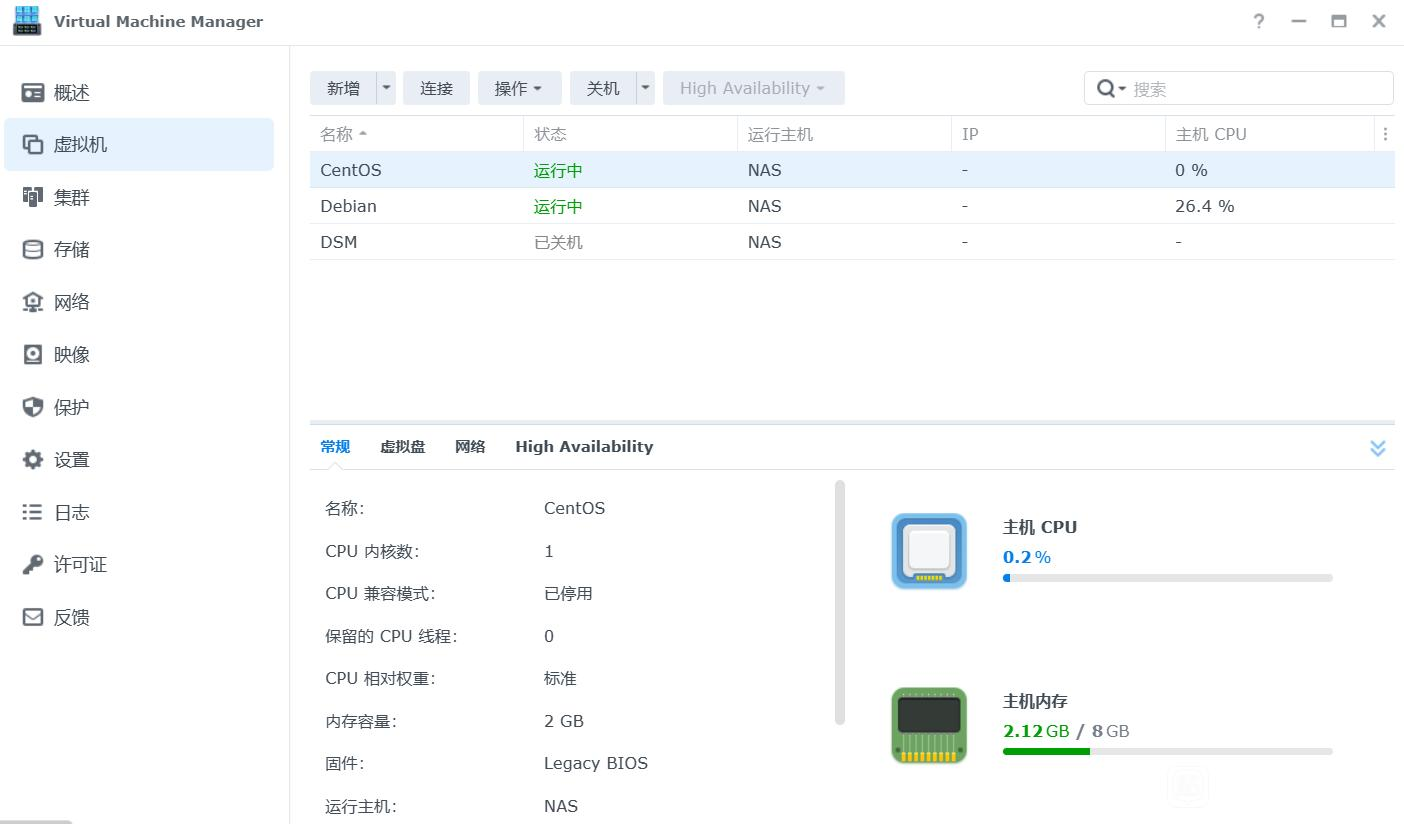 Virtual Machine Manager
概述
虚拟机
集群
存储
网络
映像
保护
设置
日志
许可证
反馈
新增 连接 操作 关机 High Availability 搜索
名称 状态 运行主机 IP 主机 CPU
CentOS 运行中 NAS - 0 %
Debian 运行中 NAS - 26.4 %
DSM 已关机 NAS - -
常规 虚拟盘 网络 High Availability
名称: CentOS
CPU 内核数: 1
CPU 兼容模式: 已停用
保留的 CPU 线程: 0
CPU 相对权重: 标准
内存容量: 2 GB
固件: Legacy BIOS
运行主机: NAS
主机 CPU
0.2 %
主机内存
2.12 GB / 8 GB